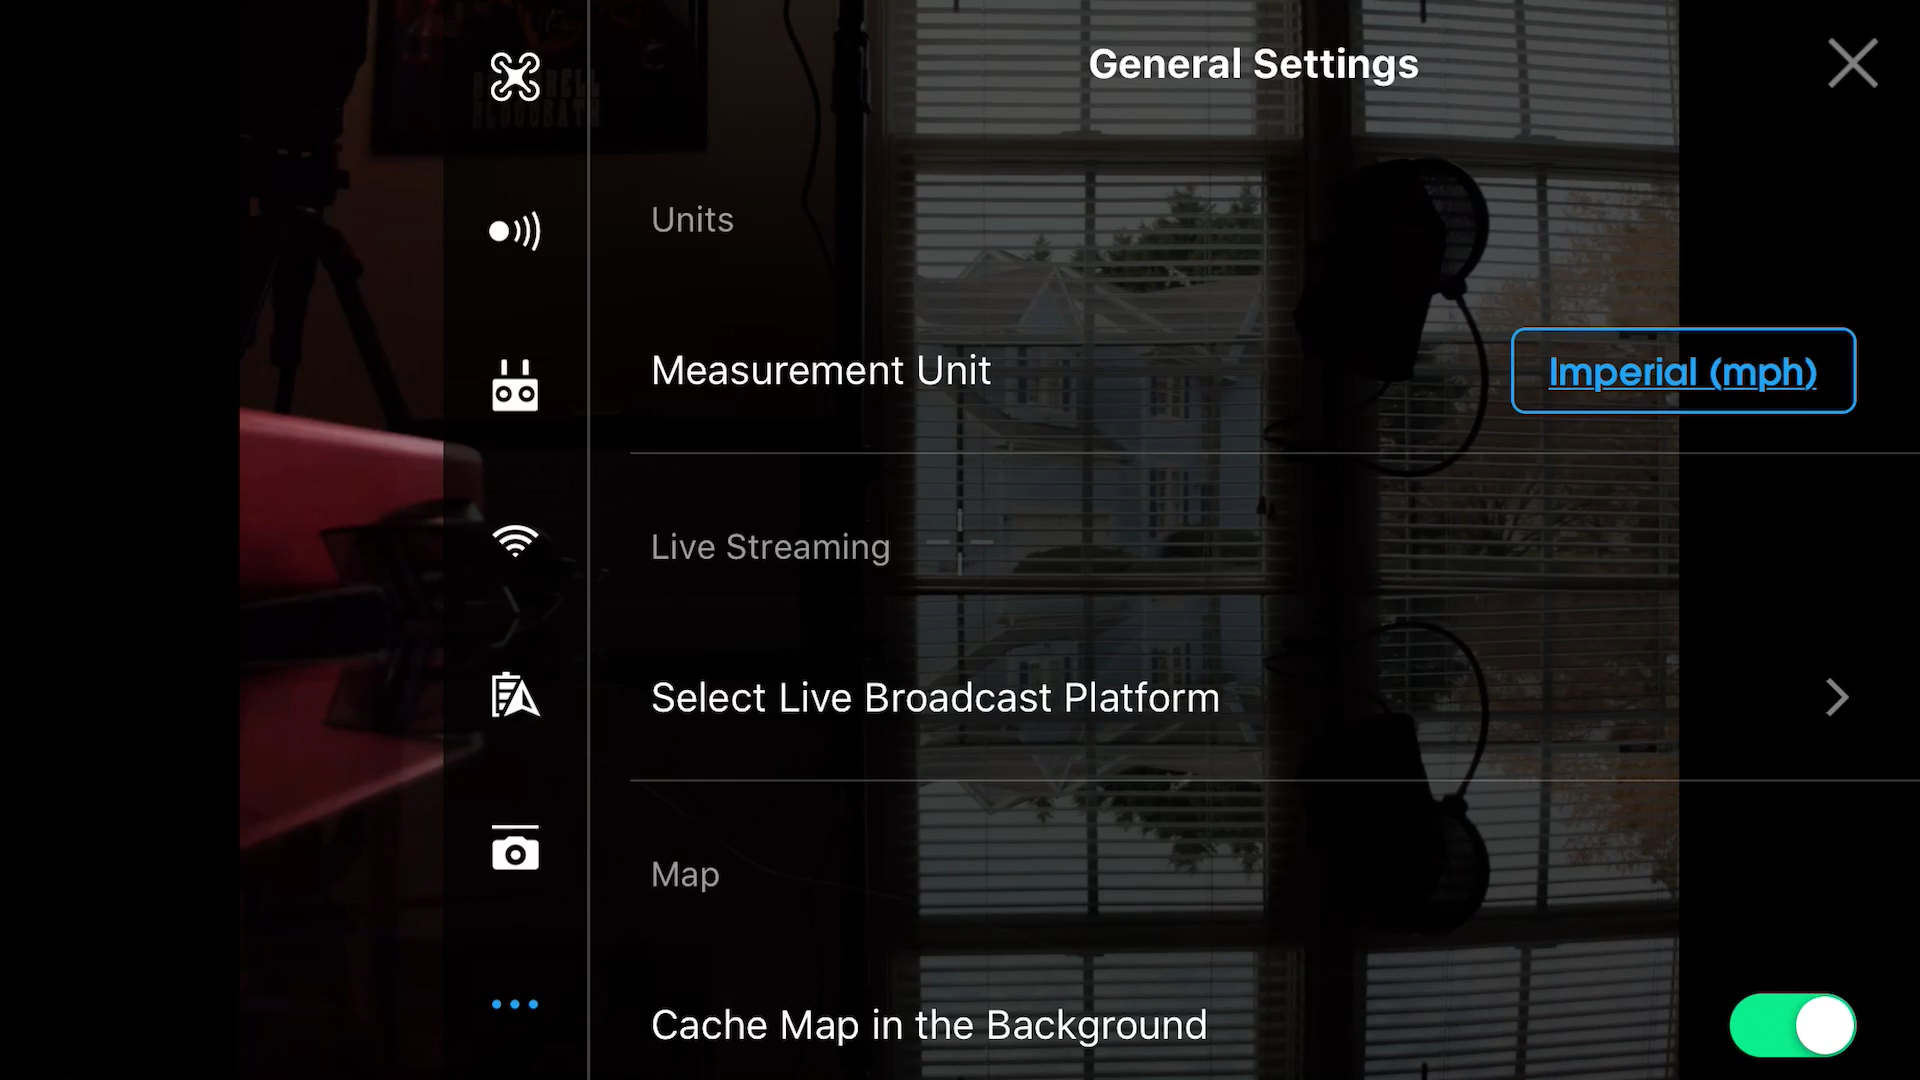 General Settings
Units
Measurement Unit
Imperial (mph)
Live Streaming
Select Live Broadcast Platform
Map
Cache Map in the Background